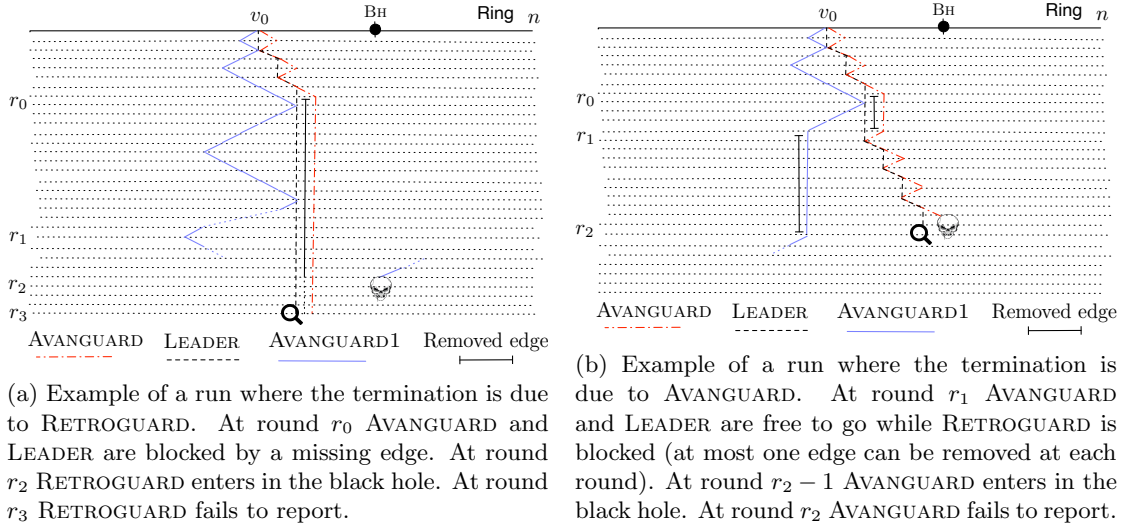 v0 BH Ring n
r0
r1
r2
r3
AVANGUARD LEADER AVANGUARD1 Removed edge
(a) Example of a run where the termination is due
to RETROGUARD. At round r0 AVANGUARD and
LEADER are blocked by a missing edge. At round
r2 RETROGUARD enters in the black hole. At round
r3 RETROGUARD fails to report.
v0 BH Ring n
r0
r1
r2
AVANGUARD LEADER AVANGUARD1 Removed edge
(b) Example of a run where the termination is
due to AVANGUARD. At round r1 AVANGUARD
and LEADER are free to go while RETROGUARD is
blocked (at most one edge can be removed at each
round). At round r2 − 1 AVANGUARD enters in the
black hole. At round r2 AVANGUARD fails to report.